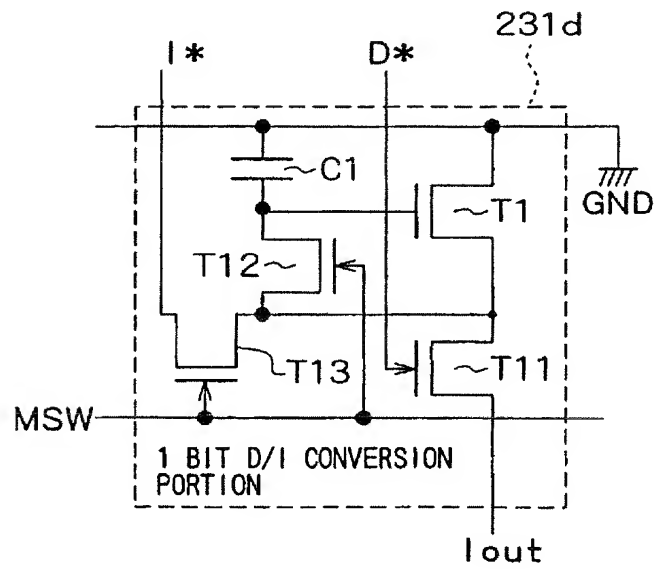 231d
I*
D*
C1
T1
GND
T12
T13
T11
MSW
1 BIT D/I CONVERSION
PORTION
Iout